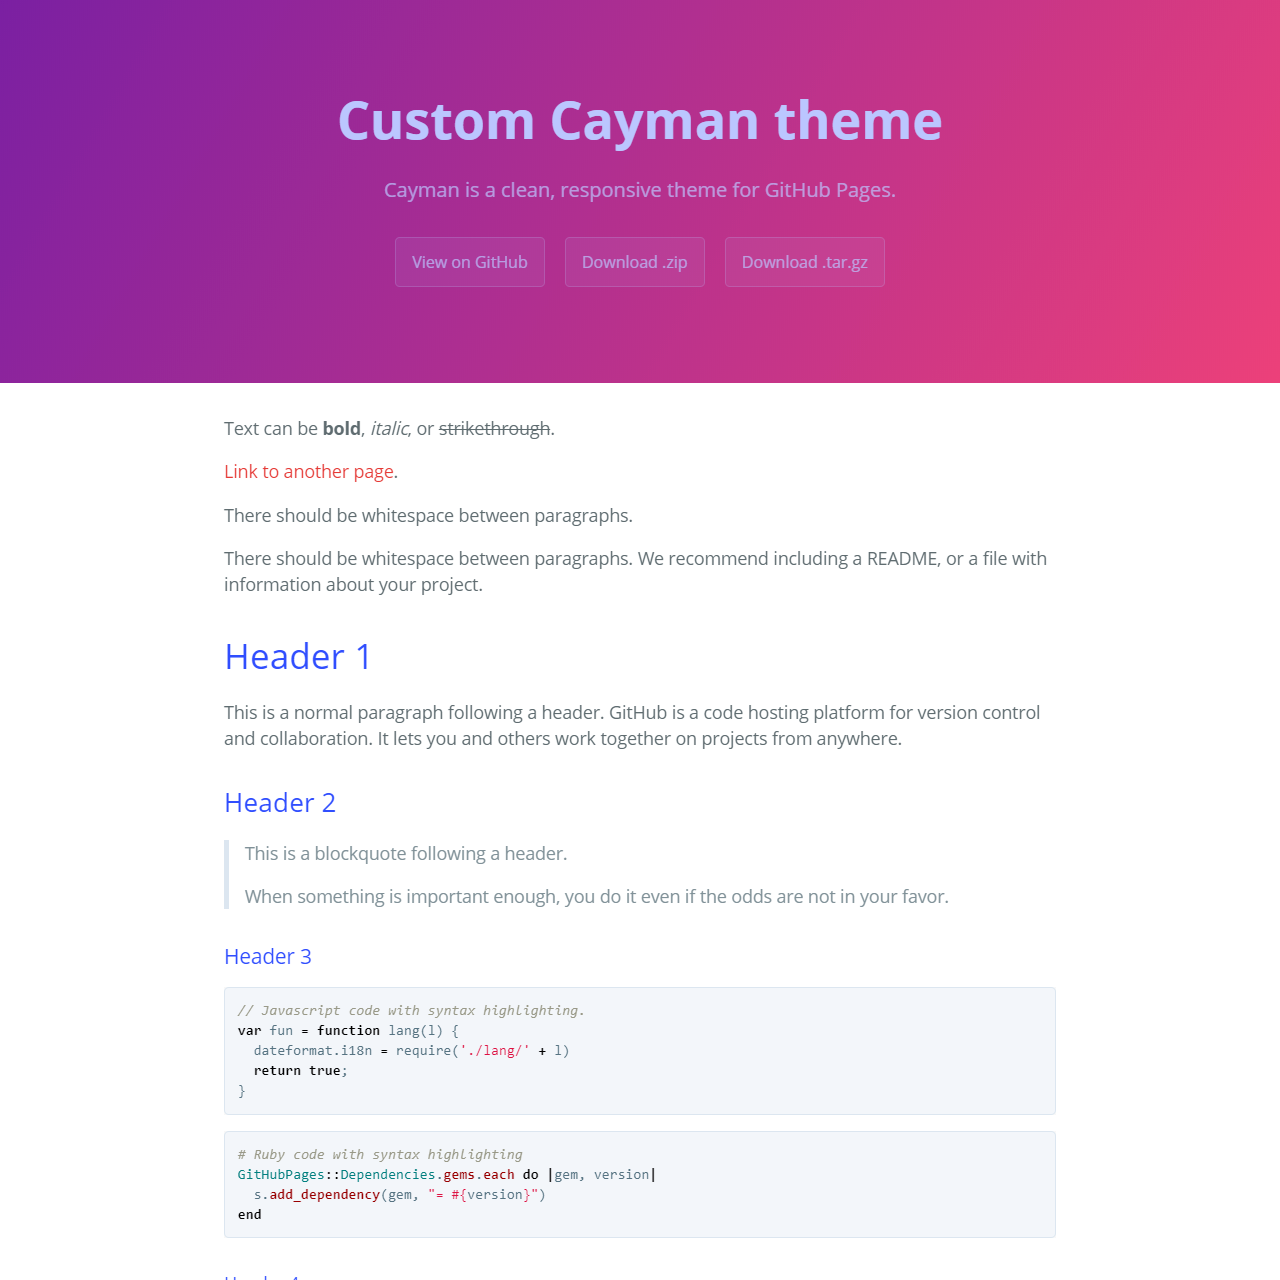 Custom Cayman theme
Cayman is a clean, responsive theme for GitHub Pages.
View on GitHub
Download .zip
Download .tar.gz
Text can be bold, italic, or strikethrough.
Link to another page.
There should be whitespace between paragraphs.
There should be whitespace between paragraphs. We recommend including a README, or a file with
information about your project.
Header 1
This is a normal paragraph following a header. GitHub is a code hosting platform for version control
and collaboration. It lets you and others work together on projects from anywhere.
Header 2
This is a blockquote following a header.
When something is important enough, you do it even if the odds are not in your favor.
Header 3
// Javascript code with syntax highlighting.
var fun = function lang(l) {
  dateformat.i18n = require('./lang/' + l)
  return true;
}
# Ruby code with syntax highlighting
GitHubPages::Dependencies.gems.each do |gem, version|
  s.add_dependency(gem, "= #{version}")
end